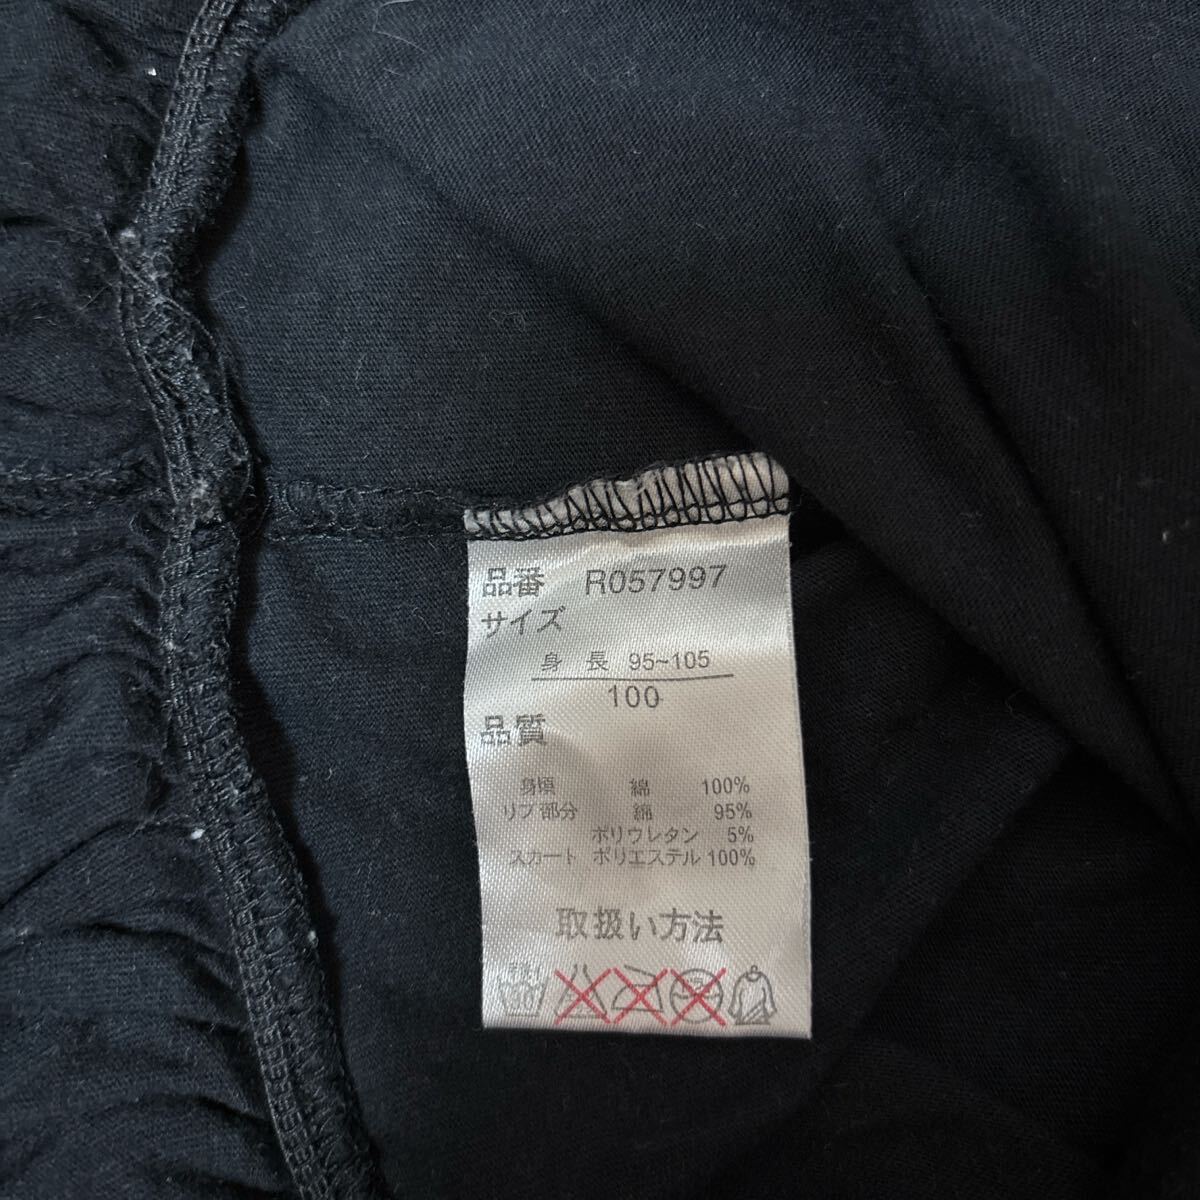 品番 R057997
サイズ
身長 95~105
100
品質
身頃 綿 100%
リブ部分 綿 95%
ポリウレタン 5%
スカート ポリエステル 100%
取扱い方法
30